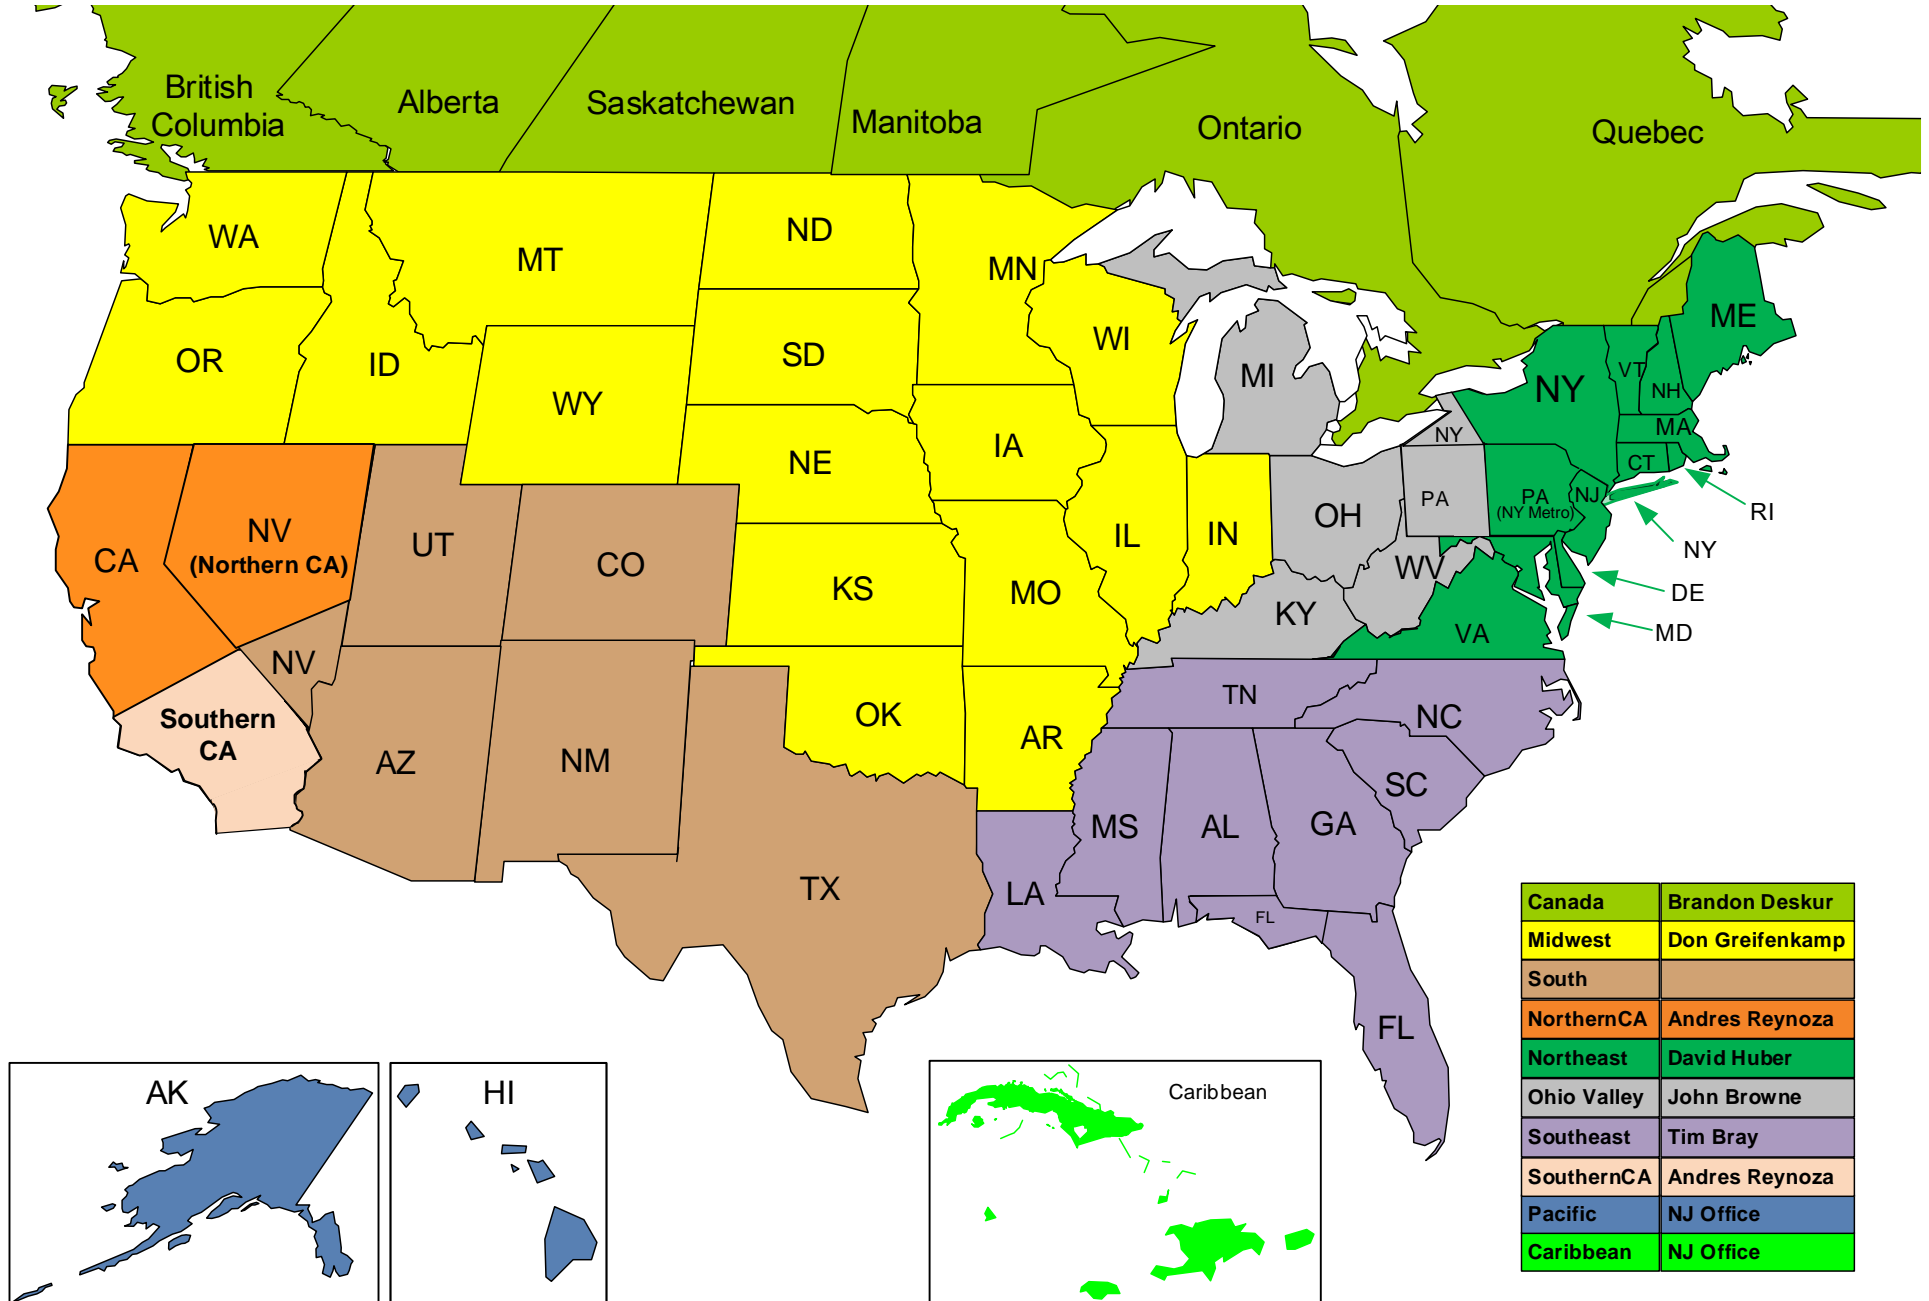 British
Columbia
Alberta
Saskatchewan
Manitoba
Ontario
Quebec
WA
MT
ND
MN
OR
ID
WY
SD
WI
MI
NY
VT
NH
ME
MA
CT
RI
NY
NY
NE
IA
IL
IN
OH
PA
PA
(NY Metro)
NJ
DE
MD
CA
NV
(Northern CA)
UT
CO
KS
MO
KY
WV
VA
NV
Southern
CA
AZ
NM
OK
AR
TN
NC
SC
TX
LA
MS
AL
GA
FL
FL
AK
HI
Caribbean
Canada Brandon Deskur
Midwest Don Greifenkamp
South
NorthernCA Andres Reynoza
Northeast David Huber
Ohio Valley John Browne
Southeast Tim Bray
SouthernCA Andres Reynoza
Pacific NJ Office
Caribbean NJ Office